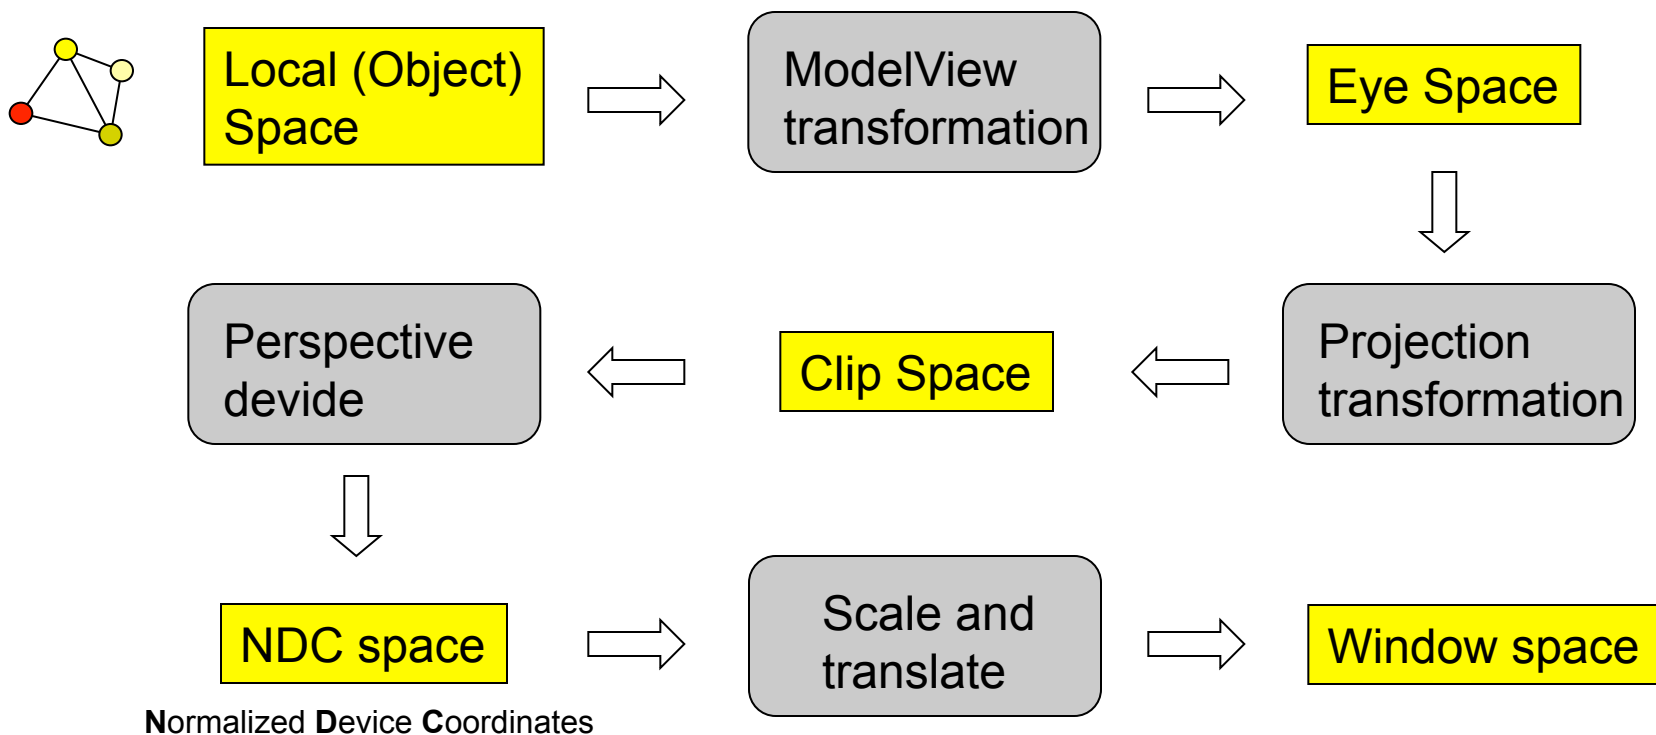 Local (Object)
Space
ModelView
transformation
Eye Space
Perspective
devide
Clip Space
Projection
transformation
NDC space
Normalized Device Coordinates
Scale and
translate
Window space